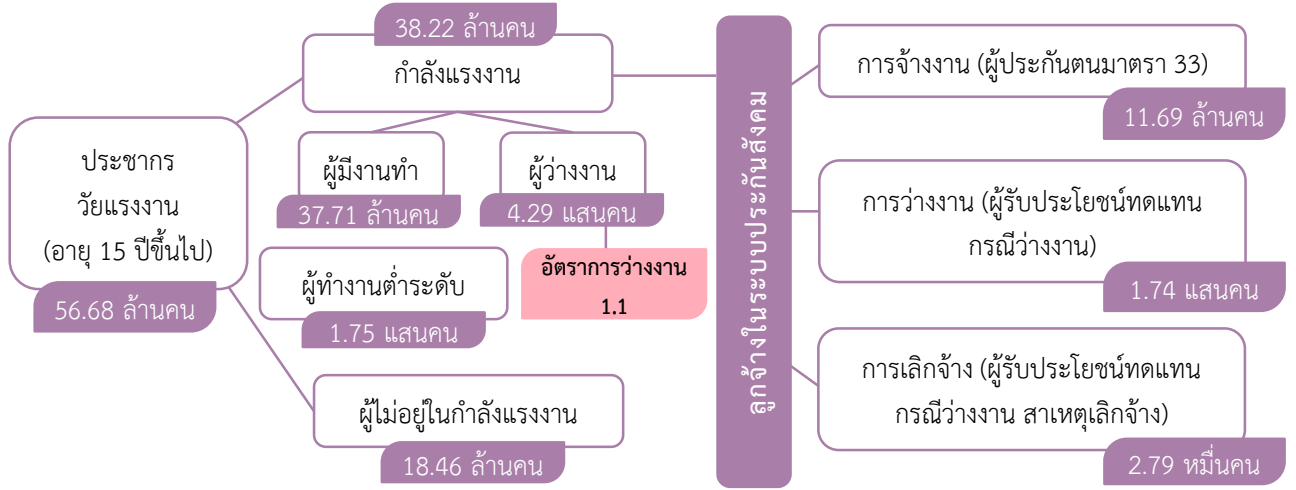 ประชากร
วัยแรงงาน
(อายุ 15 ปีขึ้นไป)
56.68 ล้านคน
38.22 ล้านคน
กำลังแรงงาน
ผู้มีงานทำ
37.71 ล้านคน
ผู้ว่างงาน
4.29 แสนคน
อัตราการว่างงาน
1.1
ผู้ทำงานต่ำระดับ
1.75 แสนคน
ผู้ไม่อยู่ในกำลังแรงงาน
18.46 ล้านคน
ลูกจ้างในระบบประกันสังคม
การจ้างงาน (ผู้ประกันตนมาตรา 33)
11.69 ล้านคน
การว่างงาน (ผู้รับประโยชน์ทดแทน
กรณีว่างงาน)
1.74 แสนคน
การเลิกจ้าง (ผู้รับประโยชน์ทดแทน
กรณีว่างงาน สาเหตุเลิกจ้าง)
2.79 หมื่นคน